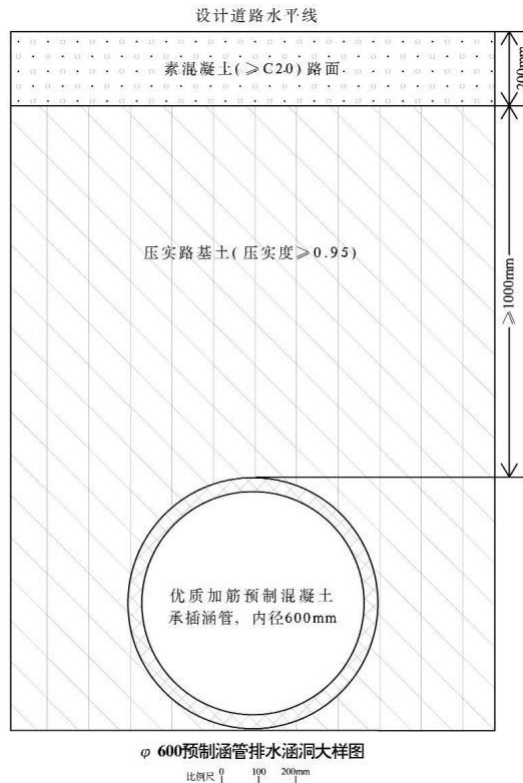 设计道路水平线
素混凝土(≥C20)路面
200mm
压实路基土(压实度≥0.95)
≥1000mm
优质加筋预制混凝土
承插涵管，内径600mm
φ 600预制涵管排水涵洞大样图
比例尺 0 100 200mm